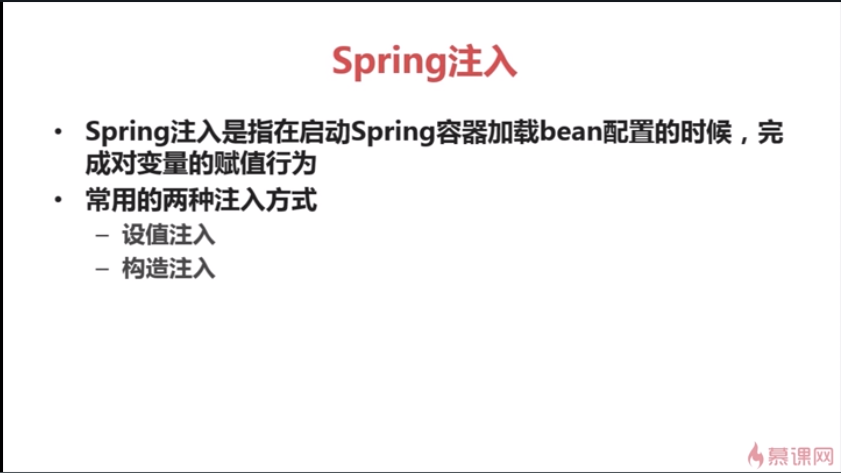 Spring注入
• Spring注入是指在启动Spring容器加载bean配置的时候，完
成对变量的赋值行为
• 常用的两种注入方式
– 设值注入
– 构造注入
慕课网